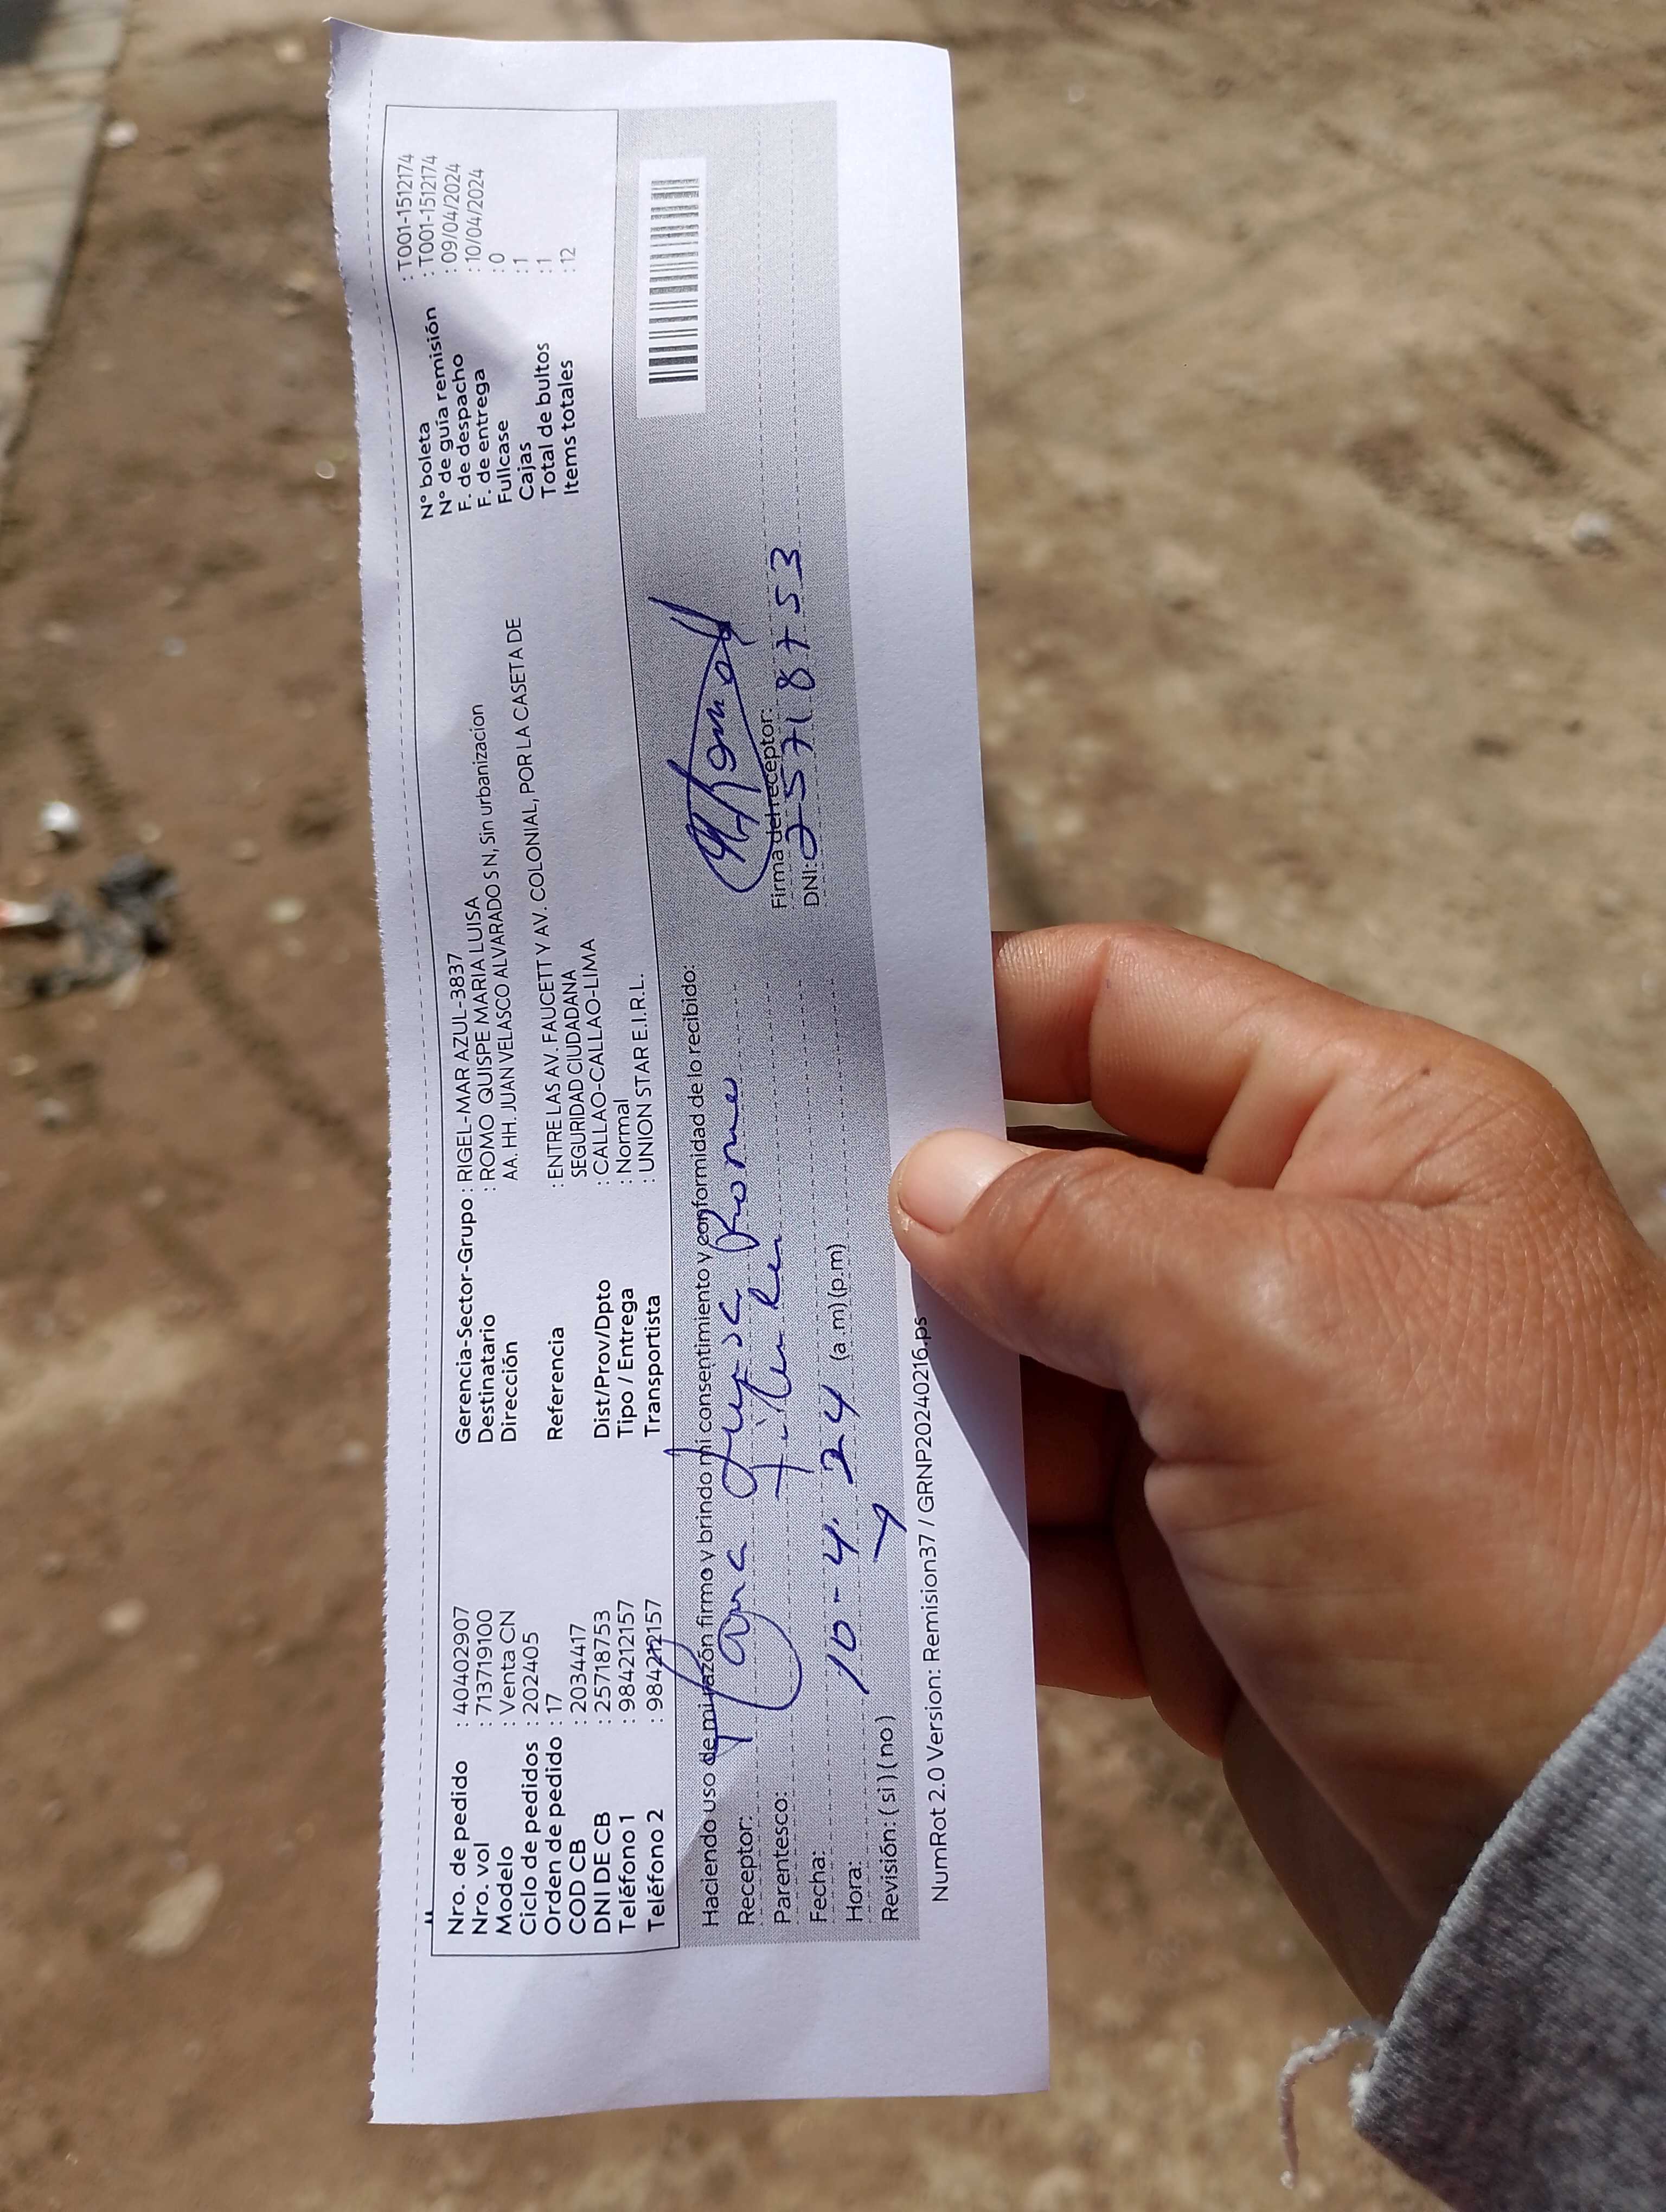 Nro. de pedido : 40402907
Nro. vol : 713719100
Modelo : Venta CN
Ciclo de pedidos : 202405
Orden de pedido : 17
COD CB : 2034417
DNI DE CB : 25718753
Teléfono 1 : 984212157
Teléfono 2 : 984212157
Gerencia-Sector-Grupo : RIGEL-MAR AZUL-3837
Destinatario : ROMO QUISPE MARIA LUISA
Dirección AA. HH. JUAN VELASCO ALVARADO S N, Sin urbanizacion
Referencia : ENTRE LAS AV. FAUCETT Y AV. COLONIAL, POR LA CASETA DE
SEGURIDAD CIUDADANA
Dist/Prov/Dpto : CALLAO-CALLAO-LIMA
Tipo / Entrega : Normal
Transportista : UNION STAR E.I.R.L.
N° boleta : T001-1512174
N° de guía remisión : T001-1512174
F. de despacho : 09/04/2024
F. de entrega : 10/04/2024
Fullcase : 0
Cajas : 1
Total de bultos : 1
Items totales : 12
Haciendo uso de mi razón firmo y brindo mi consentimiento y conformidad de lo recibido:
Receptor: Luisa Romo
Parentesco:
Fecha: 10-4. 24
Hora: (a.m) (p.m)
Revisión: ( si ) ( no )
Firma del receptor:
DNI: 25718753
NumRot 2.0 Version: Remision37 / GRNP20240216.ps